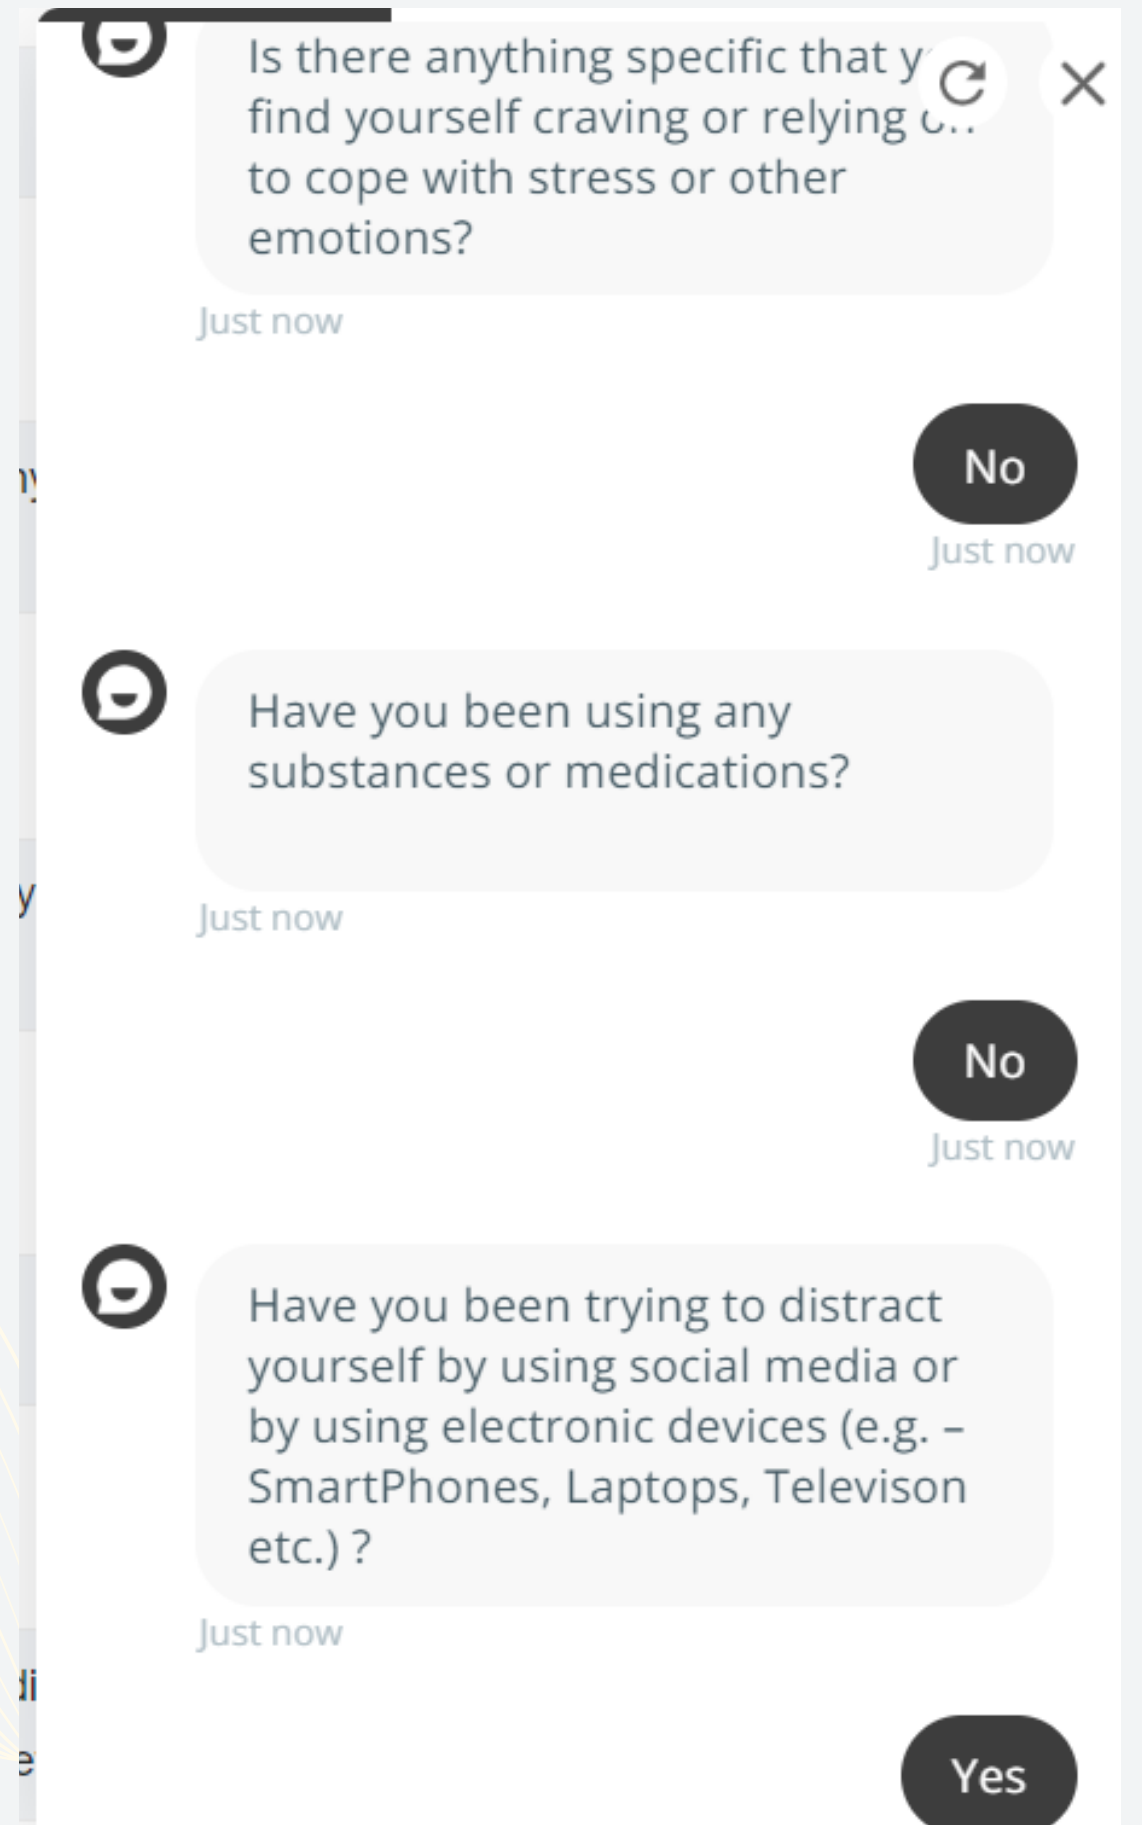 Is there anything specific that
find yourself craving or relying
to cope with stress or other
emotions?
Just now
No
Just now
Have you been using any
substances or medications?
Just now
No
Just now
Have you been trying to distract
yourself by using social media or
by using electronic devices (e.g. –
SmartPhones, Laptops, Televison
etc.) ?
Just now
Yes